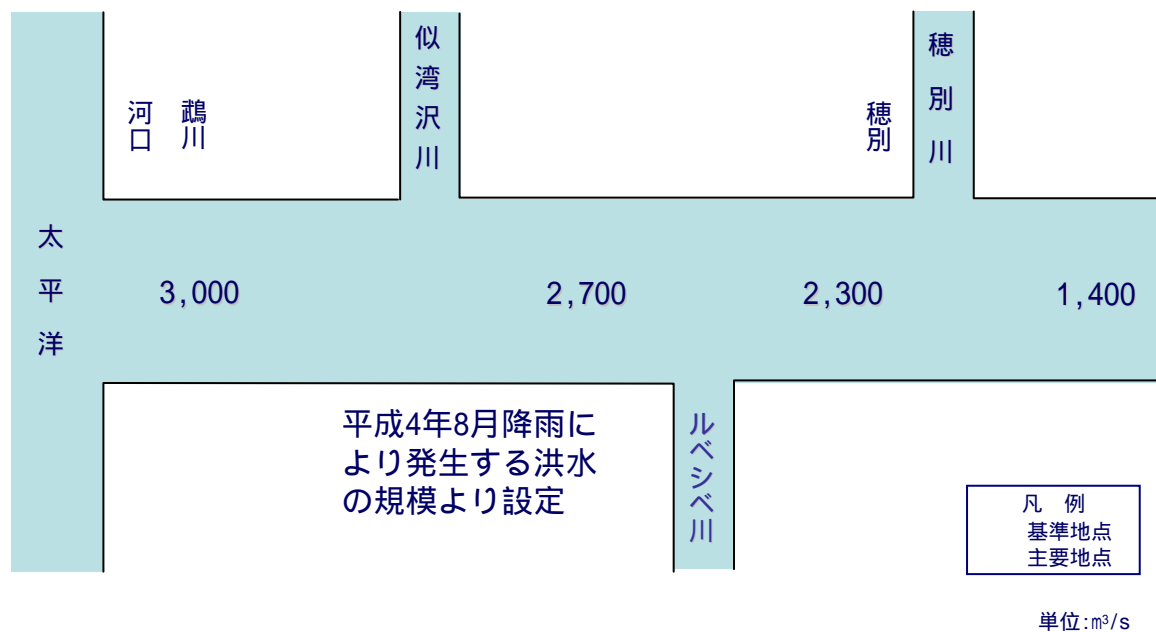 似湾沢川
穂別川
河口
鵡川
穂別
太平洋
3,000
2,700
2,300
1,400
平成4年8月降雨に
より発生する洪水
の規模より設定
ルベシベ川
凡 例
基準地点
主要地点
単位:m³/s